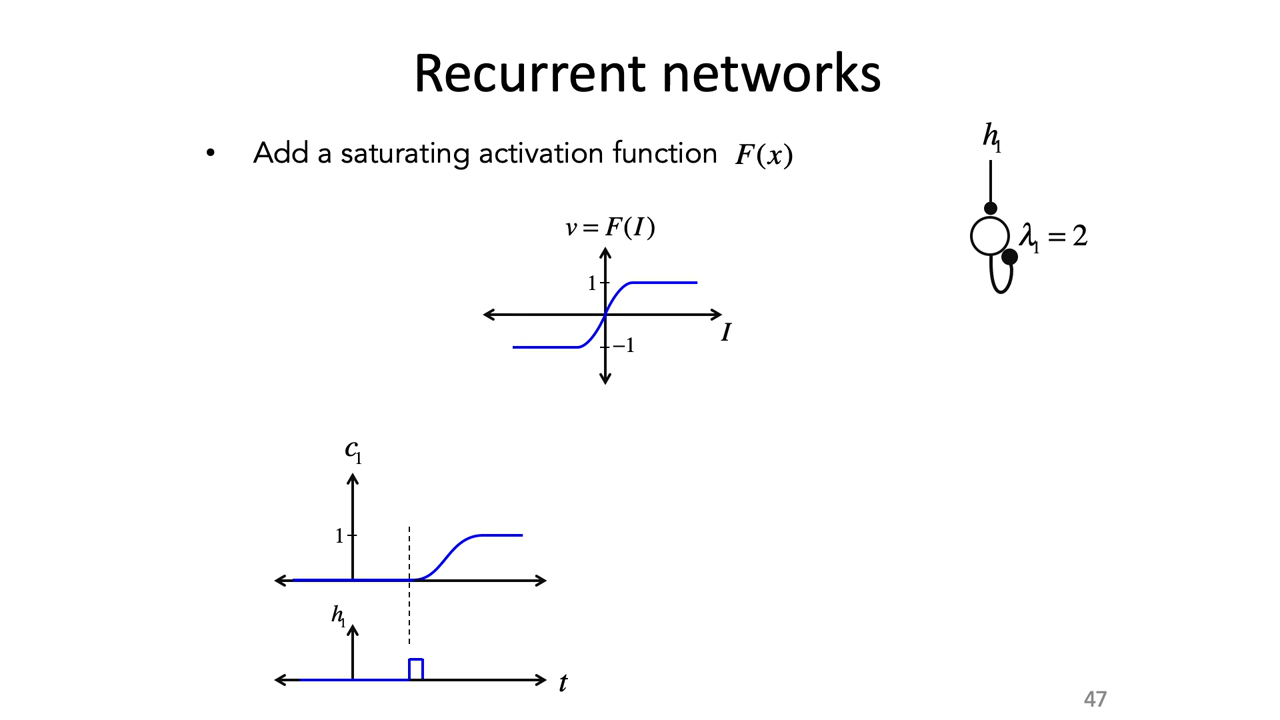 Recurrent networks
• Add a saturating activation function F(x)
h₁
λ₁ = 2
v = F(I)
1
I
−1
c₁
1
h₁
t
47